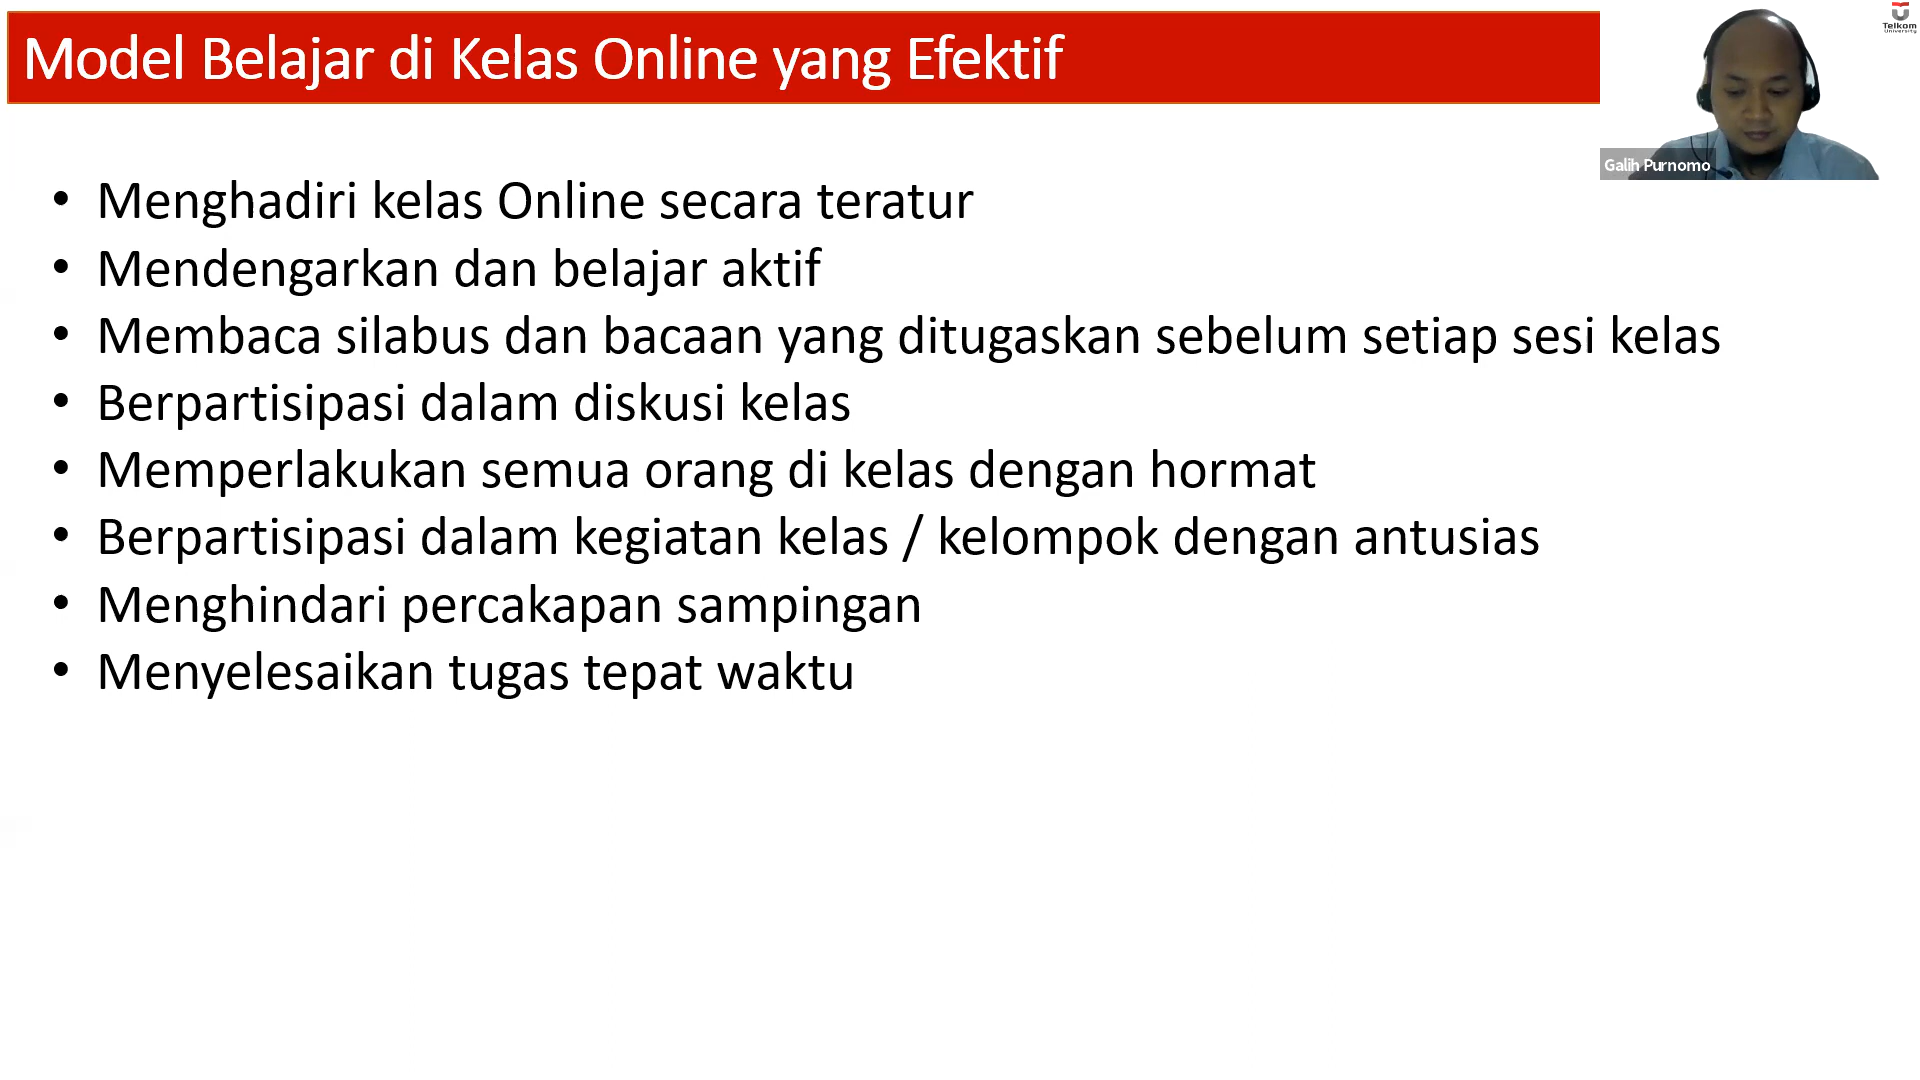 Model Belajar di Kelas Online yang Efektif
Telkom
University
Galih Purnomo
• Menghadiri kelas Online secara teratur
• Mendengarkan dan belajar aktif
• Membaca silabus dan bacaan yang ditugaskan sebelum setiap sesi kelas
• Berpartisipasi dalam diskusi kelas
• Memperlakukan semua orang di kelas dengan hormat
• Berpartisipasi dalam kegiatan kelas / kelompok dengan antusias
• Menghindari percakapan sampingan
• Menyelesaikan tugas tepat waktu